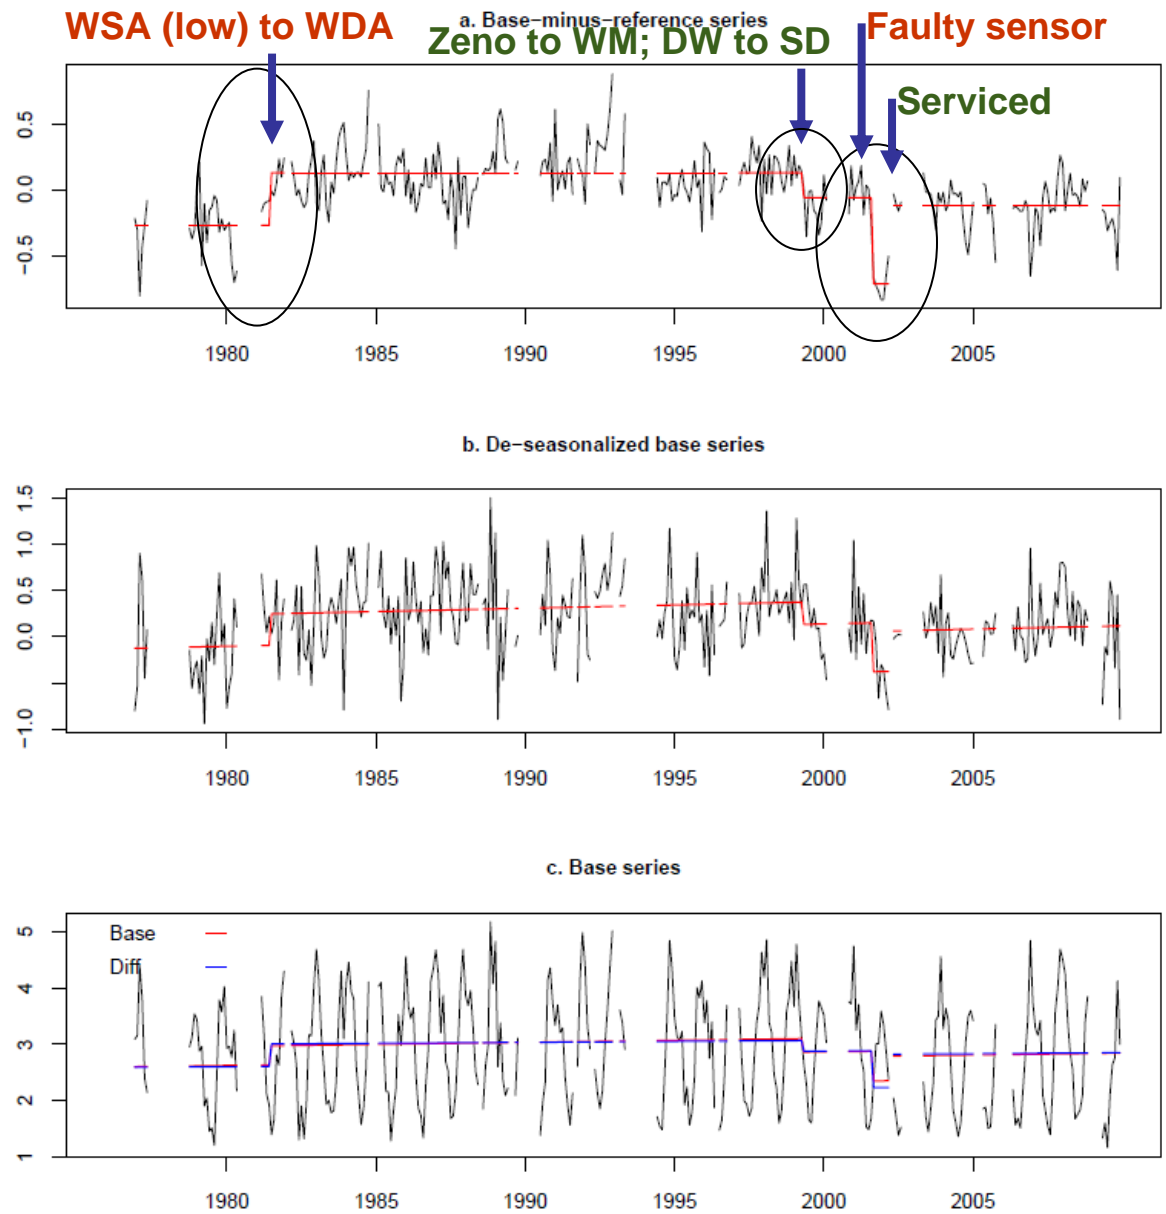 a. Base−minus−reference series
WSA (low) to WDA
Zeno to WM; DW to SD
Faulty sensor
Serviced
0.5
0.0
−0.5
1980 1985 1990 1995 2000 2005
b. De−seasonalized base series
1.5
1.0
0.5
0.0
−1.0
1980 1985 1990 1995 2000 2005
c. Base series
Base
Diff
5
4
3
2
1
1980 1985 1990 1995 2000 2005